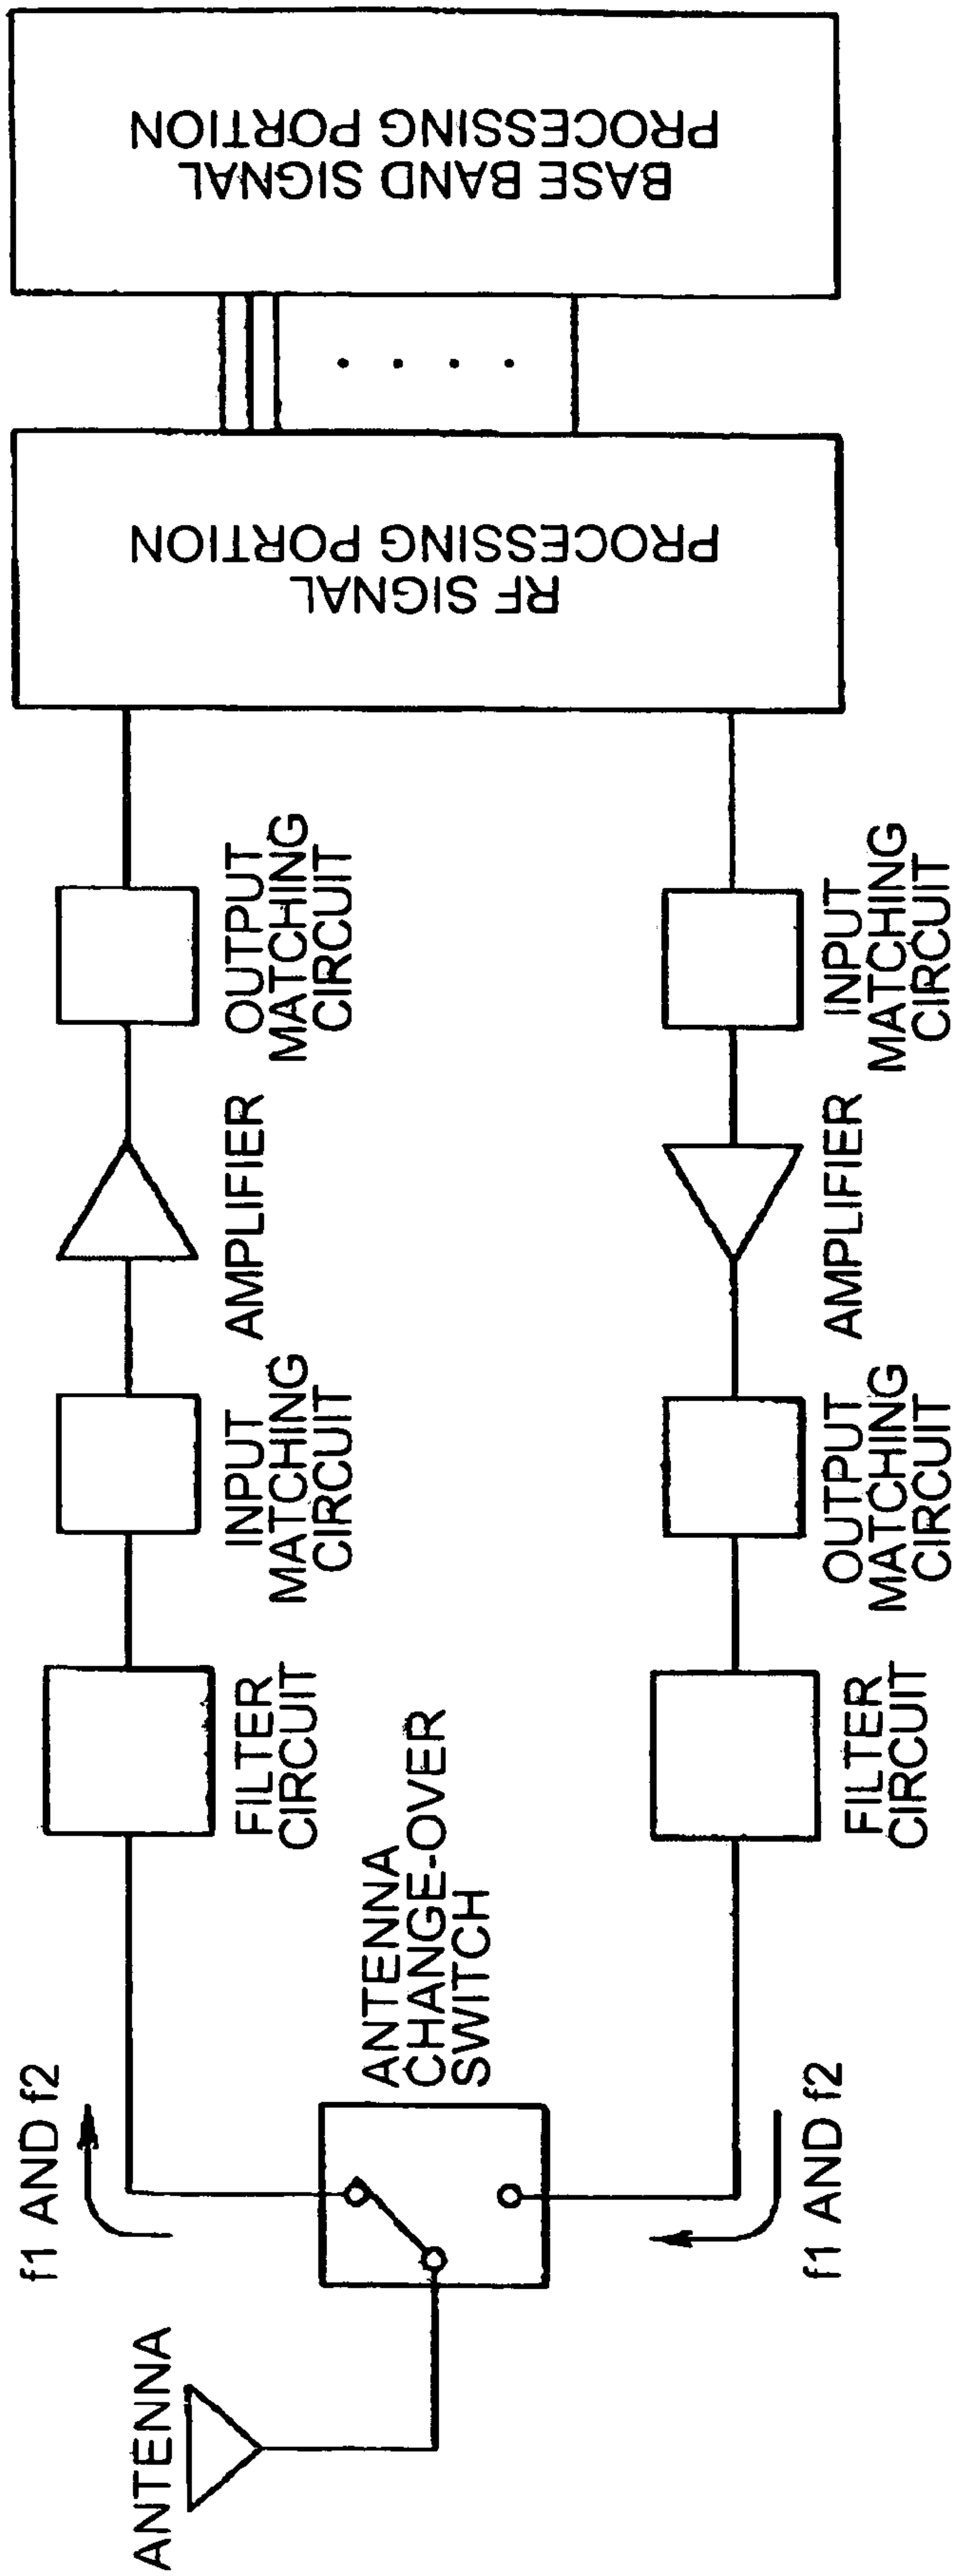 ANTENNA
f1 AND f2
ANTENNA
CHANGE-OVER
SWITCH
f1 AND f2
FILTER
CIRCUIT
INPUT
MATCHING
CIRCUIT
AMPLIFIER
OUTPUT
MATCHING
CIRCUIT
FILTER
CIRCUIT
OUTPUT
MATCHING
CIRCUIT
AMPLIFIER
INPUT
MATCHING
CIRCUIT
RF SIGNAL
PROCESSING PORTION
BASE BAND SIGNAL
PROCESSING PORTION